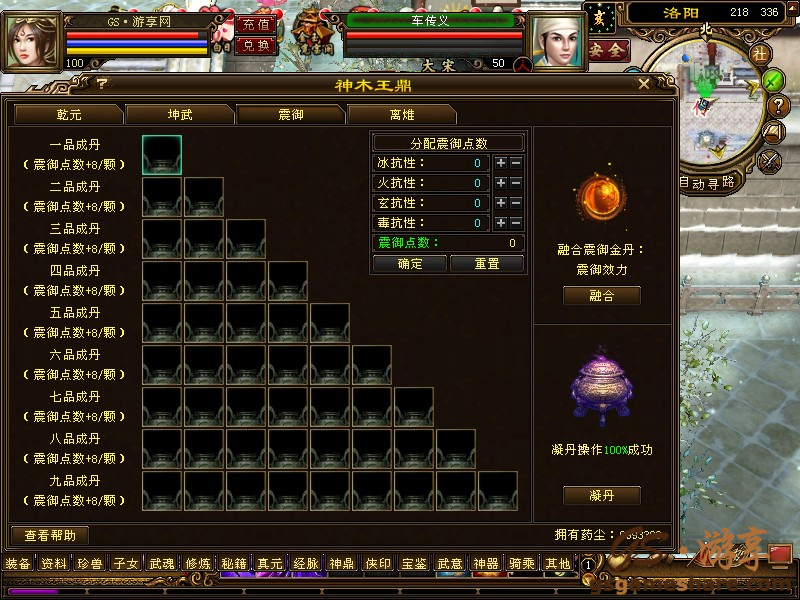 GS·游享网
100
充值
兑换
车传义
大宋
50
安全
洛阳 218 336
北
社
自动寻路
神木王鼎
乾元 坤武 震御 离熦
一品成丹
(震御点数+8/颗)
二品成丹
(震御点数+8/颗)
三品成丹
(震御点数+8/颗)
四品成丹
(震御点数+8/颗)
五品成丹
(震御点数+8/颗)
六品成丹
(震御点数+8/颗)
七品成丹
(震御点数+8/颗)
八品成丹
(震御点数+8/颗)
九品成丹
(震御点数+8/颗)
分配震御点数
冰抗性: 0 + −
火抗性: 0 + −
玄抗性: 0 + −
毒抗性: 0 + −
震御点数: 0
确定 重置
融合震御金丹:
震御效力
融合
凝丹操作100%成功
凝丹
查看帮助
拥有药尘:
装备 资料 珍兽 子女 武魂 修炼 秘籍 真元 经脉 神鼎 侠印 宝鉴 武意 神器 骑乘 其他
1
游享